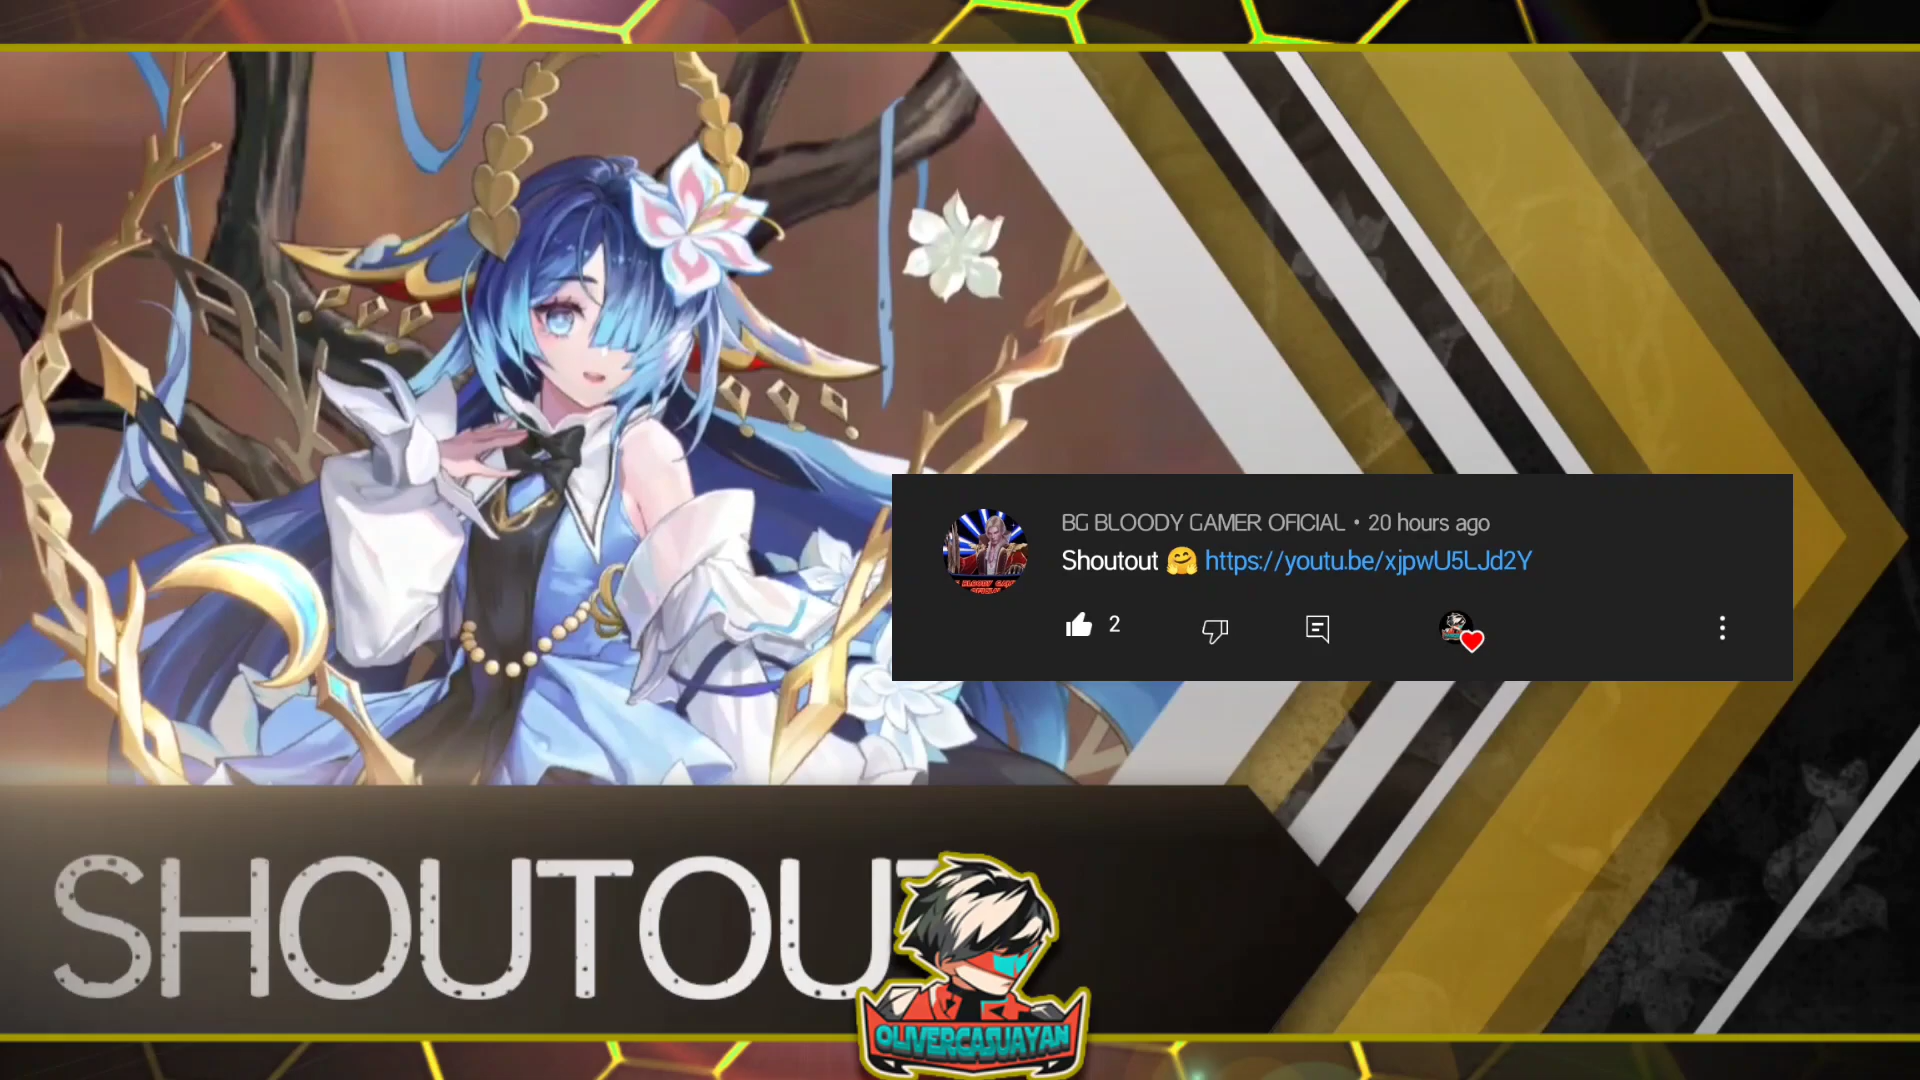 BG BLOODY GAMER OFICIAL • 20 hours ago
Shoutout 🤗 https://youtu.be/xjpwU5LJd2Y
2
SHOUTOUT
OLIVERCASUAYAN